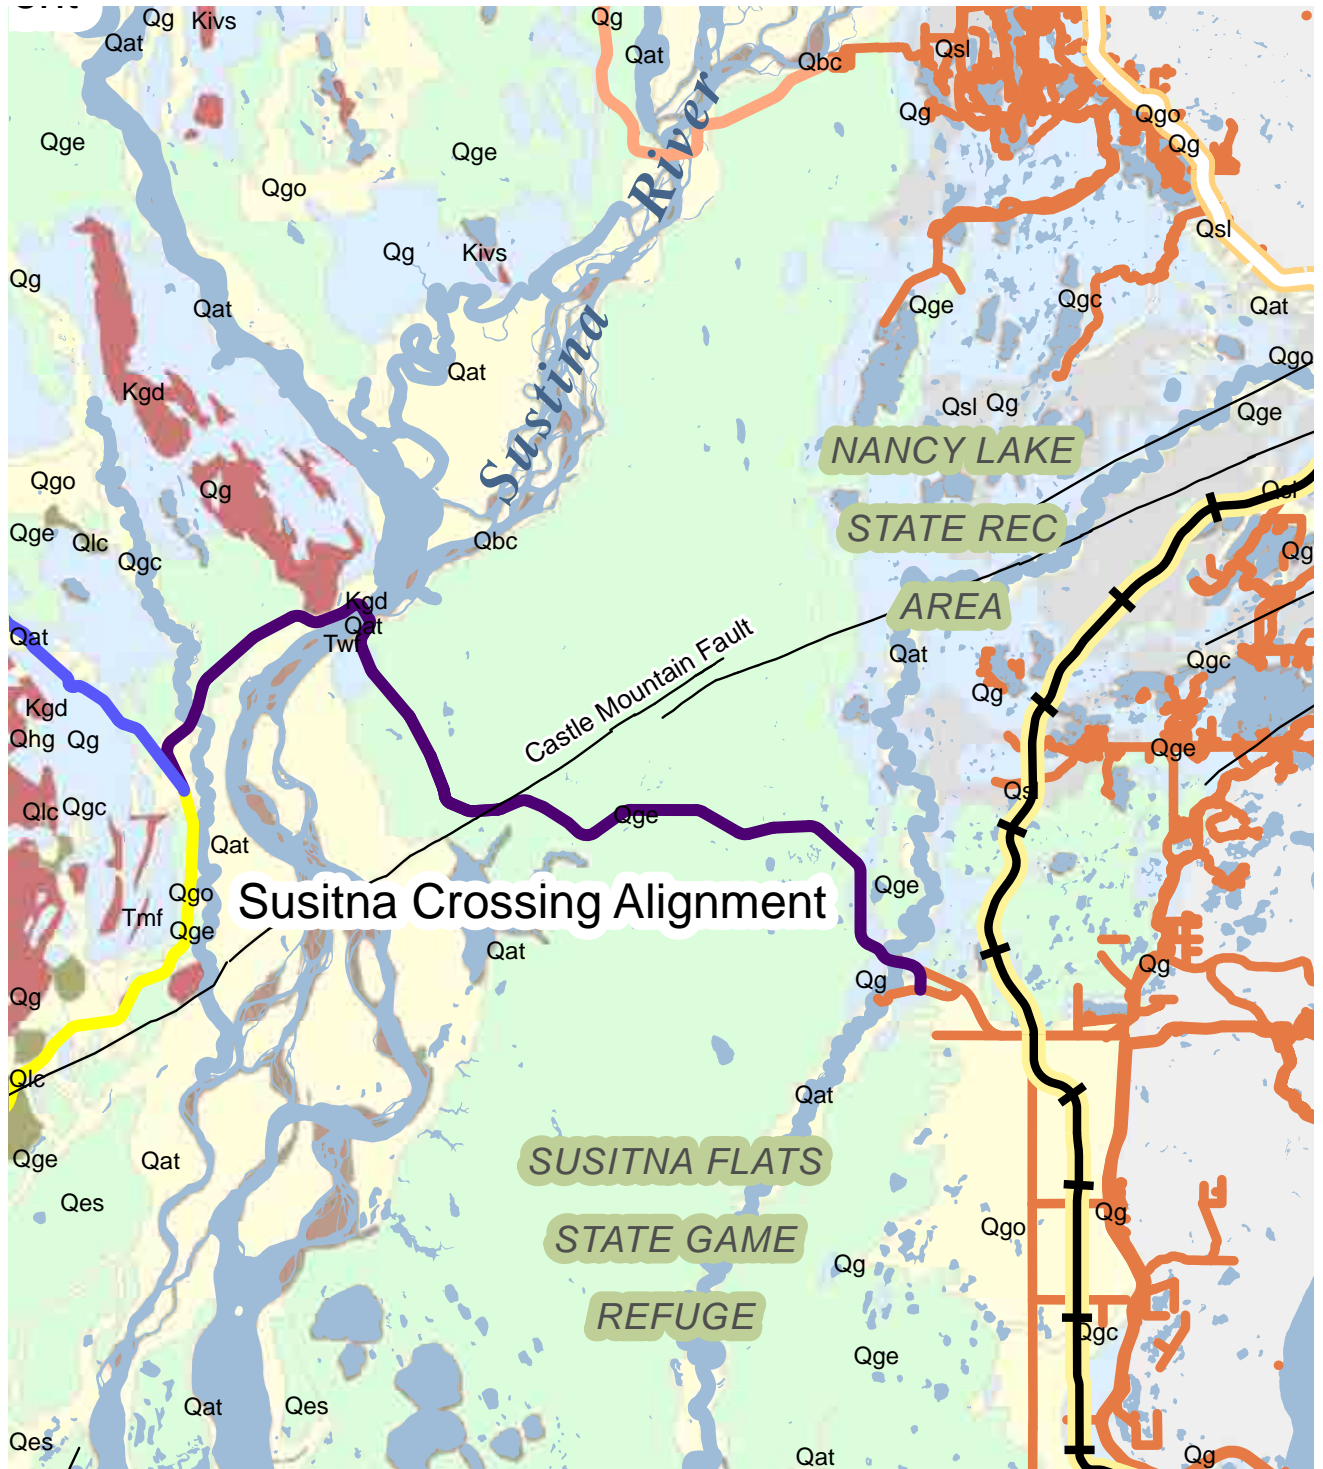 Qg Kivs
Qat
Qg
Qat
Qbc
Qsl
Qg
Qgo
Qg
Qge
Qge
Qgo
Sustina River
Qg
Kivs
Qsl
Qg
Qat
Qge
Qgc
Qat
Qat
Qgo
Kgd
Qsl Qg
Qge
NANCY LAKE
STATE REC
AREA
Qgo
Qg
Qsl
Qge
Qlc
Qgc
Qbc
Qg
Kgd
Qat
Twf
Qat
Qat
Qgc
Castle Mountain Fault
Kgd
Qg
Qhg Qg
Qge
Qlc Qgc
Qge
Qsl
Qat
Qgo
Susitna Crossing Alignment
Qge
Tmf
Qge
Qat
Qg
Qg
Qg
Qlc
Qat
Qge
Qat
SUSITNA FLATS
STATE GAME
REFUGE
Qes
Qgo
Qg
Qg
Qgc
Qge
Qat
Qes
Qes
Qat
Qg